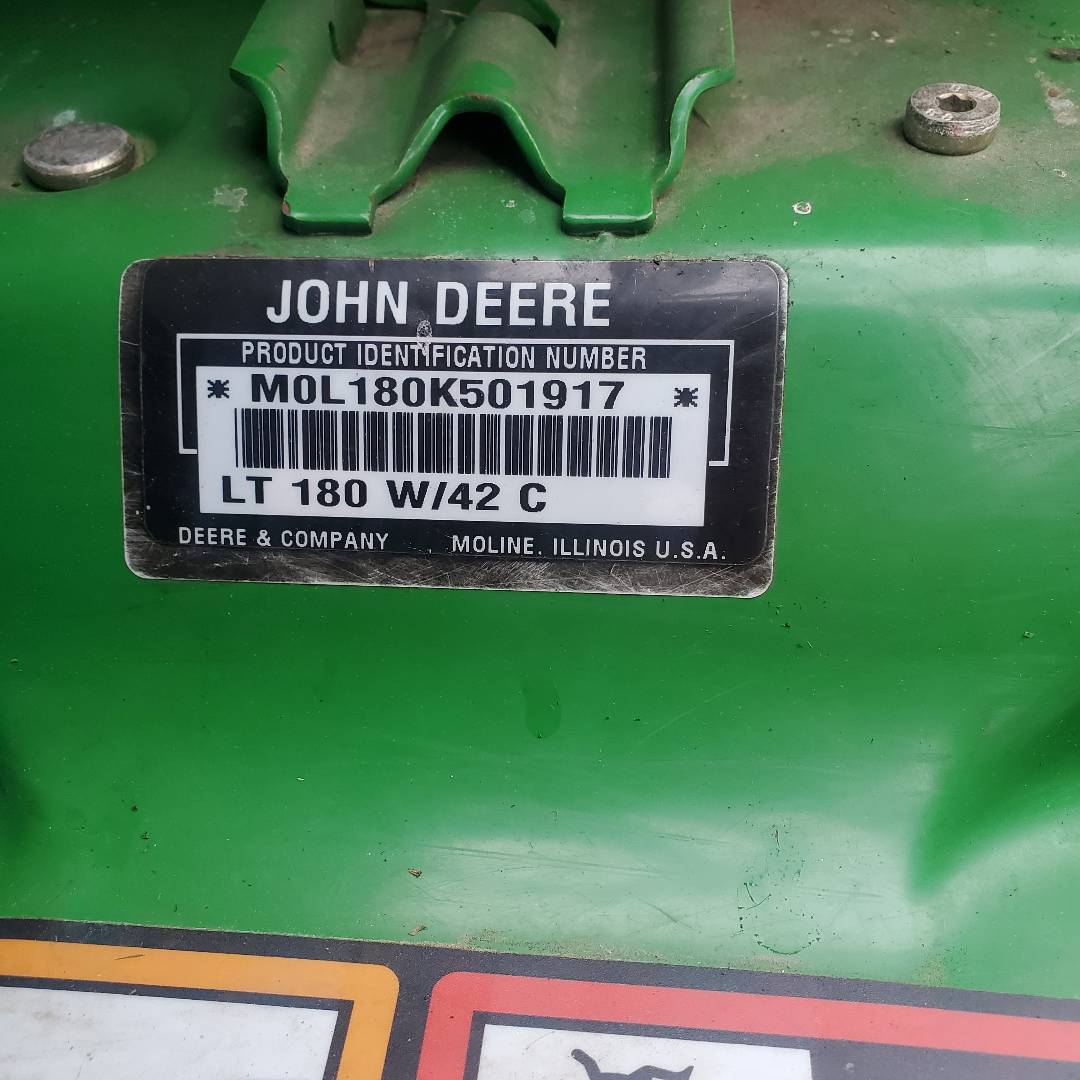 JOHN DEERE
PRODUCT IDENTIFICATION NUMBER
* M0L180K501917 *
LT 180 W/42 C
DEERE & COMPANY MOLINE, ILLINOIS U.S.A.